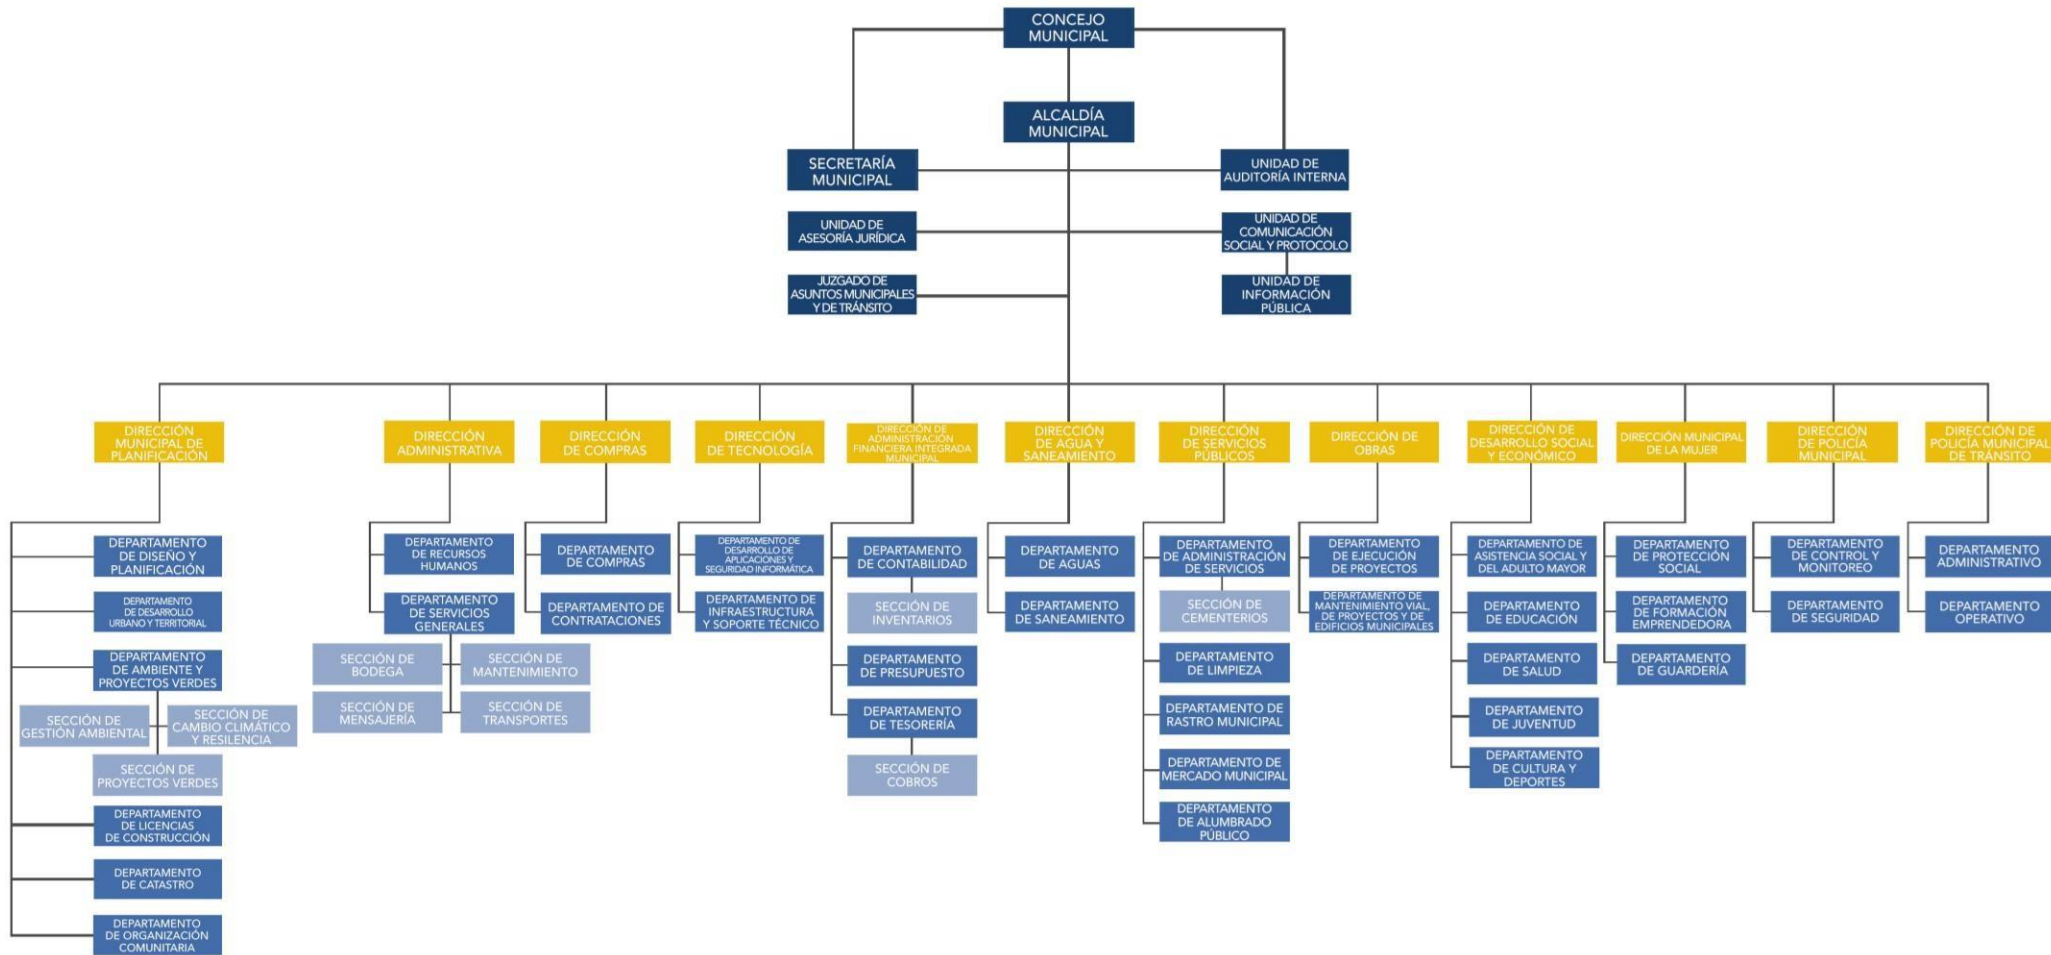 CONCEJO
MUNICIPAL
ALCALDÍA
MUNICIPAL
SECRETARÍA
MUNICIPAL
UNIDAD DE
AUDITORÍA INTERNA
UNIDAD DE
ASESORÍA JURÍDICA
UNIDAD DE
COMUNICACIÓN
SOCIAL Y PROTOCOLO
JUZGADO DE
ASUNTOS MUNICIPALES
Y DE TRÁNSITO
UNIDAD DE
INFORMACIÓN
PÚBLICA
DIRECCIÓN
MUNICIPAL DE
PLANIFICACIÓN
DEPARTAMENTO
DE DISEÑO Y
PLANIFICACIÓN
DEPARTAMENTO
DE DESARROLLO
URBANO Y TERRITORIAL
DEPARTAMENTO
DE AMBIENTE Y
PROYECTOS VERDES
SECCIÓN DE
GESTIÓN AMBIENTAL
SECCIÓN DE
CAMBIO CLIMÁTICO
Y RESILENCIA
SECCIÓN DE
PROYECTOS VERDES
DEPARTAMENTO
DE LICENCIAS
DE CONSTRUCCIÓN
DEPARTAMENTO
DE CATASTRO
DEPARTAMENTO
DE ORGANIZACIÓN
COMUNITARIA
DIRECCIÓN
ADMINISTRATIVA
DEPARTAMENTO
DE RECURSOS
HUMANOS
DEPARTAMENTO
DE SERVICIOS
GENERALES
SECCIÓN DE
BODEGA
SECCIÓN DE
MANTENIMIENTO
SECCIÓN DE
MENSAJERÍA
SECCIÓN DE
TRANSPORTES
DIRECCIÓN
DE COMPRAS
DEPARTAMENTO
DE COMPRAS
DEPARTAMENTO DE
CONTRATACIONES
DIRECCIÓN
DE TECNOLOGÍA
DEPARTAMENTO DE
DESARROLLO DE
APLICACIONES Y
SEGURIDAD INFORMÁTICA
DEPARTAMENTO DE
INFRAESTRUCTURA
Y SOPORTE TÉCNICO
DIRECCIÓN DE
ADMINISTRACIÓN
FINANCIERA INTEGRADA
MUNICIPAL
DEPARTAMENTO
DE CONTABILIDAD
SECCIÓN DE
INVENTARIOS
DEPARTAMENTO
DE PRESUPUESTO
DEPARTAMENTO
DE TESORERÍA
SECCIÓN DE
COBROS
DIRECCIÓN
DE AGUA Y
SANEAMIENTO
DEPARTAMENTO
DE AGUAS
DEPARTAMENTO
DE SANEAMIENTO
DIRECCIÓN
DE SERVICIOS
PÚBLICOS
DEPARTAMENTO
DE ADMINISTRACIÓN
DE SERVICIOS
SECCIÓN DE
CEMENTERIOS
DEPARTAMENTO
DE LIMPIEZA
DEPARTAMENTO DE
RASTRO MUNICIPAL
DEPARTAMENTO DE
MERCADO MUNICIPAL
DEPARTAMENTO
DE ALUMBRADO
PÚBLICO
DIRECCIÓN DE
OBRAS
DEPARTAMENTO
DE EJECUCIÓN
DE PROYECTOS
DEPARTAMENTO DE
MANTENIMIENTO VIAL,
DE PROYECTOS Y DE
EDIFICIOS MUNICIPALES
DIRECCIÓN DE
DESARROLLO SOCIAL
Y ECONÓMICO
DEPARTAMENTO DE
ASISTENCIA SOCIAL Y
DEL ADULTO MAYOR
DEPARTAMENTO
DE EDUCACIÓN
DEPARTAMENTO
DE SALUD
DEPARTAMENTO
DE JUVENTUD
DEPARTAMENTO
DE CULTURA Y
DEPORTES
DIRECCIÓN MUNICIPAL
DE LA MUJER
DEPARTAMENTO
DE PROTECCIÓN
SOCIAL
DEPARTAMENTO
DE FORMACIÓN
EMPRENDEDORA
DEPARTAMENTO
DE GUARDERÍA
DIRECCIÓN
DE POLICÍA
MUNICIPAL
DEPARTAMENTO
DE CONTROL Y
MONITOREO
DEPARTAMENTO
DE SEGURIDAD
DIRECCIÓN DE
POLICÍA MUNICIPAL
DE TRÁNSITO
DEPARTAMENTO
ADMINISTRATIVO
DEPARTAMENTO
OPERATIVO